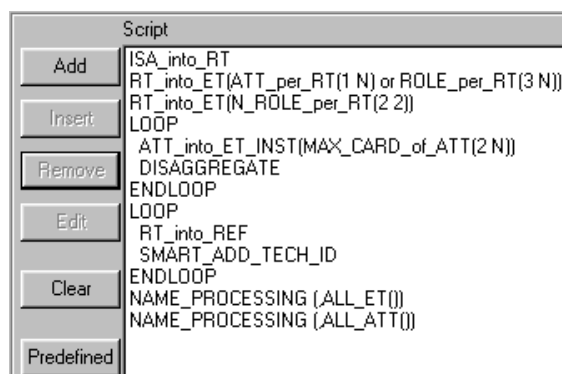 Script
Add
Insert
Remove
Edit
Clear
Predefined
ISA_into_RT
RT_into_ET(ATT_per_RT(1 N) or ROLE_per_RT(3 N))
RT_into_ET(N_ROLE_per_RT(2 2))
LOOP
ATT_into_ET_INST(MAX_CARD_of_ATT(2 N))
DISAGGREGATE
ENDLOOP
LOOP
RT_into_REF
SMART_ADD_TECH_ID
ENDLOOP
NAME_PROCESSING (,ALL_ET())
NAME_PROCESSING (,ALL_ATT())